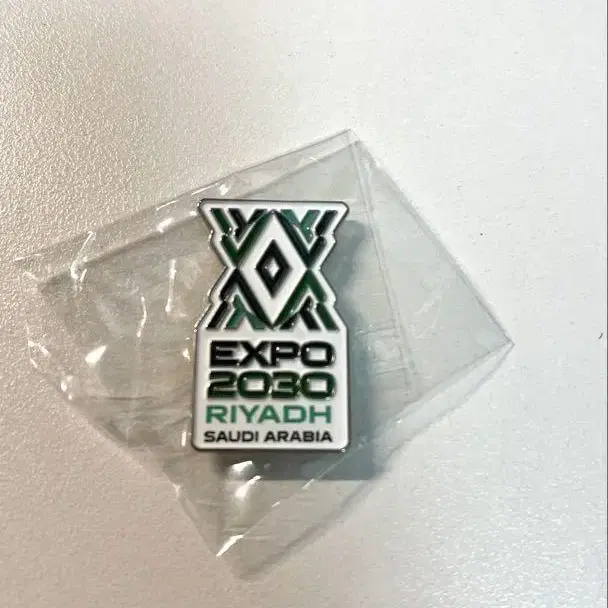 EXPO
2030
RIYADH
SAUDI ARABIA